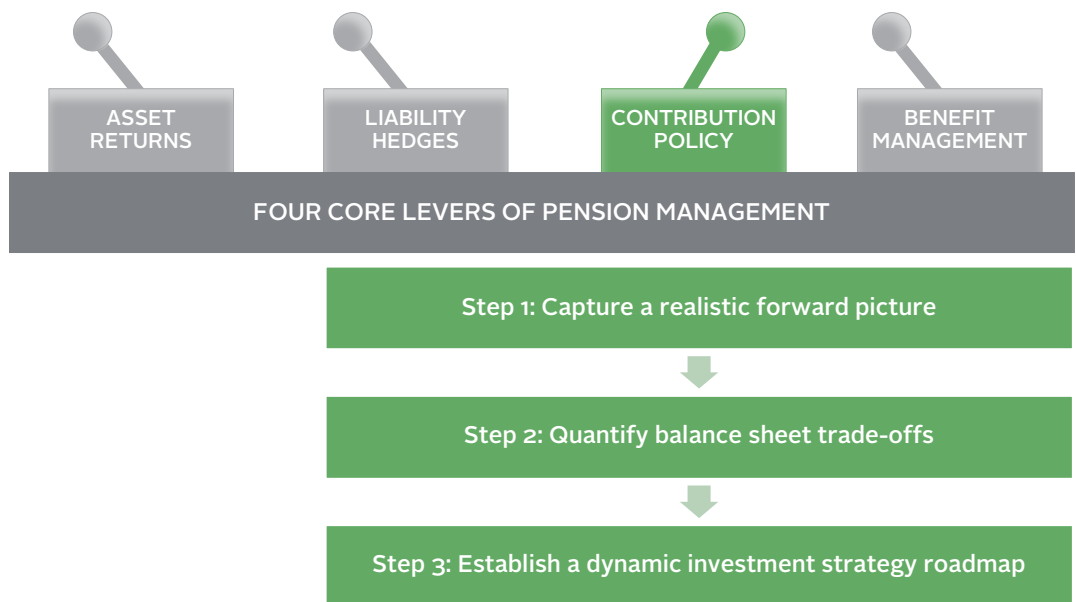 ASSET
RETURNS
LIABILITY
HEDGES
CONTRIBUTION
POLICY
BENEFIT
MANAGEMENT
FOUR CORE LEVERS OF PENSION MANAGEMENT
Step 1: Capture a realistic forward picture
Step 2: Quantify balance sheet trade-offs
Step 3: Establish a dynamic investment strategy roadmap